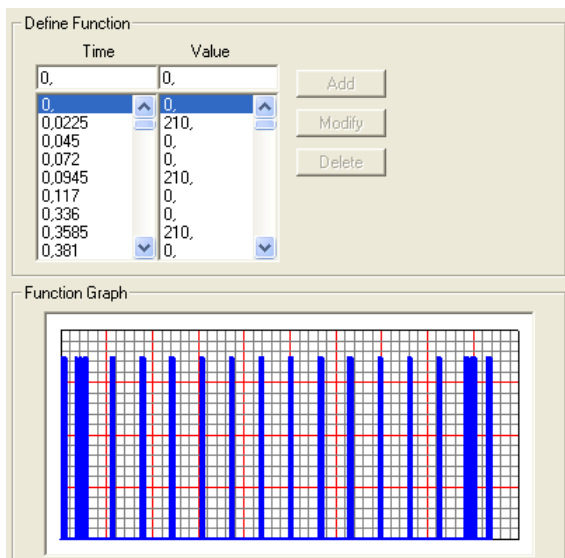 Define Function
Time Value
0, 0, Add
0, 0,
0,0225 210, Modify
0,045 0,
0,072 0, Delete
0,0945 210,
0,117 0,
0,336 0,
0,3585 210,
0,381 0,
Function Graph